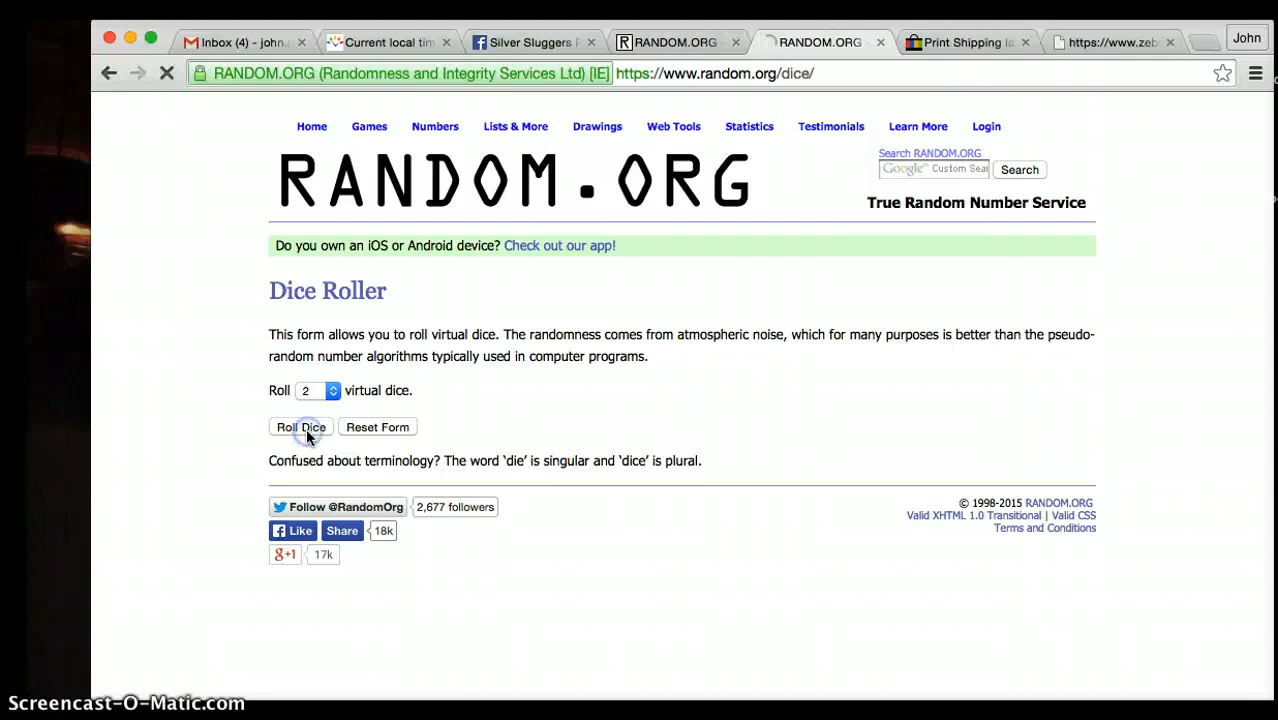 Inbox (4) - john.
Current local tim
Silver Sluggers F
RANDOM.ORG
RANDOM.ORG
Print Shipping la
https://www.zeb
John
RANDOM.ORG (Randomness and Integrity Services Ltd) [IE] https://www.random.org/dice/
Home Games Numbers Lists & More Drawings Web Tools Statistics Testimonials Learn More Login
RANDOM.ORG
Search RANDOM.ORG
Google™ Custom Sear Search
True Random Number Service
Do you own an iOS or Android device? Check out our app!
Dice Roller
This form allows you to roll virtual dice. The randomness comes from atmospheric noise, which for many purposes is better than the pseudo-
random number algorithms typically used in computer programs.
Roll 2 virtual dice.
Roll Dice Reset Form
Confused about terminology? The word ‘die’ is singular and ‘dice’ is plural.
Follow @RandomOrg 2,677 followers
Like Share 18k
g+1 17k
© 1998-2015 RANDOM.ORG
Valid XHTML 1.0 Transitional | Valid CSS
Terms and Conditions
Screencast-O-Matic.com